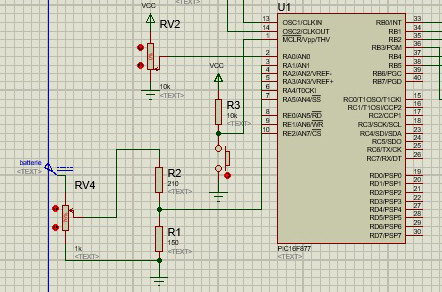 VCC
RV2
10k
<TEXT>
VCC
R3
10k
<TEXT>
batterie
RV4
1k
<TEXT>
R2
210
<TEXT>
R1
150
<TEXT>
U1
13 OSC1/CLKIN RB0/INT 33
14 OSC2/CLKOUT RB1 34
1 MCLR/Vpp/THV RB2 35
RB3/PGM 36
2 RA0/AN0 RB4 37
3 RA1/AN1 RB5 38
4 RA2/AN2/VREF- RB6/PGC 39
5 RA3/AN3/VREF+ RB7/PGD 40
6 RA4/T0CKI
7 RA5/AN4/SS RC0/T1OSO/T1CKI 15
RC1/T1OSI/CCP2 16
8 RE0/AN5/RD RC2/CCP1 17
9 RE1/AN6/WR RC3/SCK/SCL 18
10 RE2/AN7/CS RC4/SDI/SDA 23
RC5/SDO 24
RC6/TX/CK 25
RC7/RX/DT 26
RD0/PSP0 19
RD1/PSP1 20
RD2/PSP2 21
RD3/PSP3 22
RD4/PSP4 27
RD5/PSP5 28
RD6/PSP6 29
RD7/PSP7 30
PIC16F877
<TEXT>